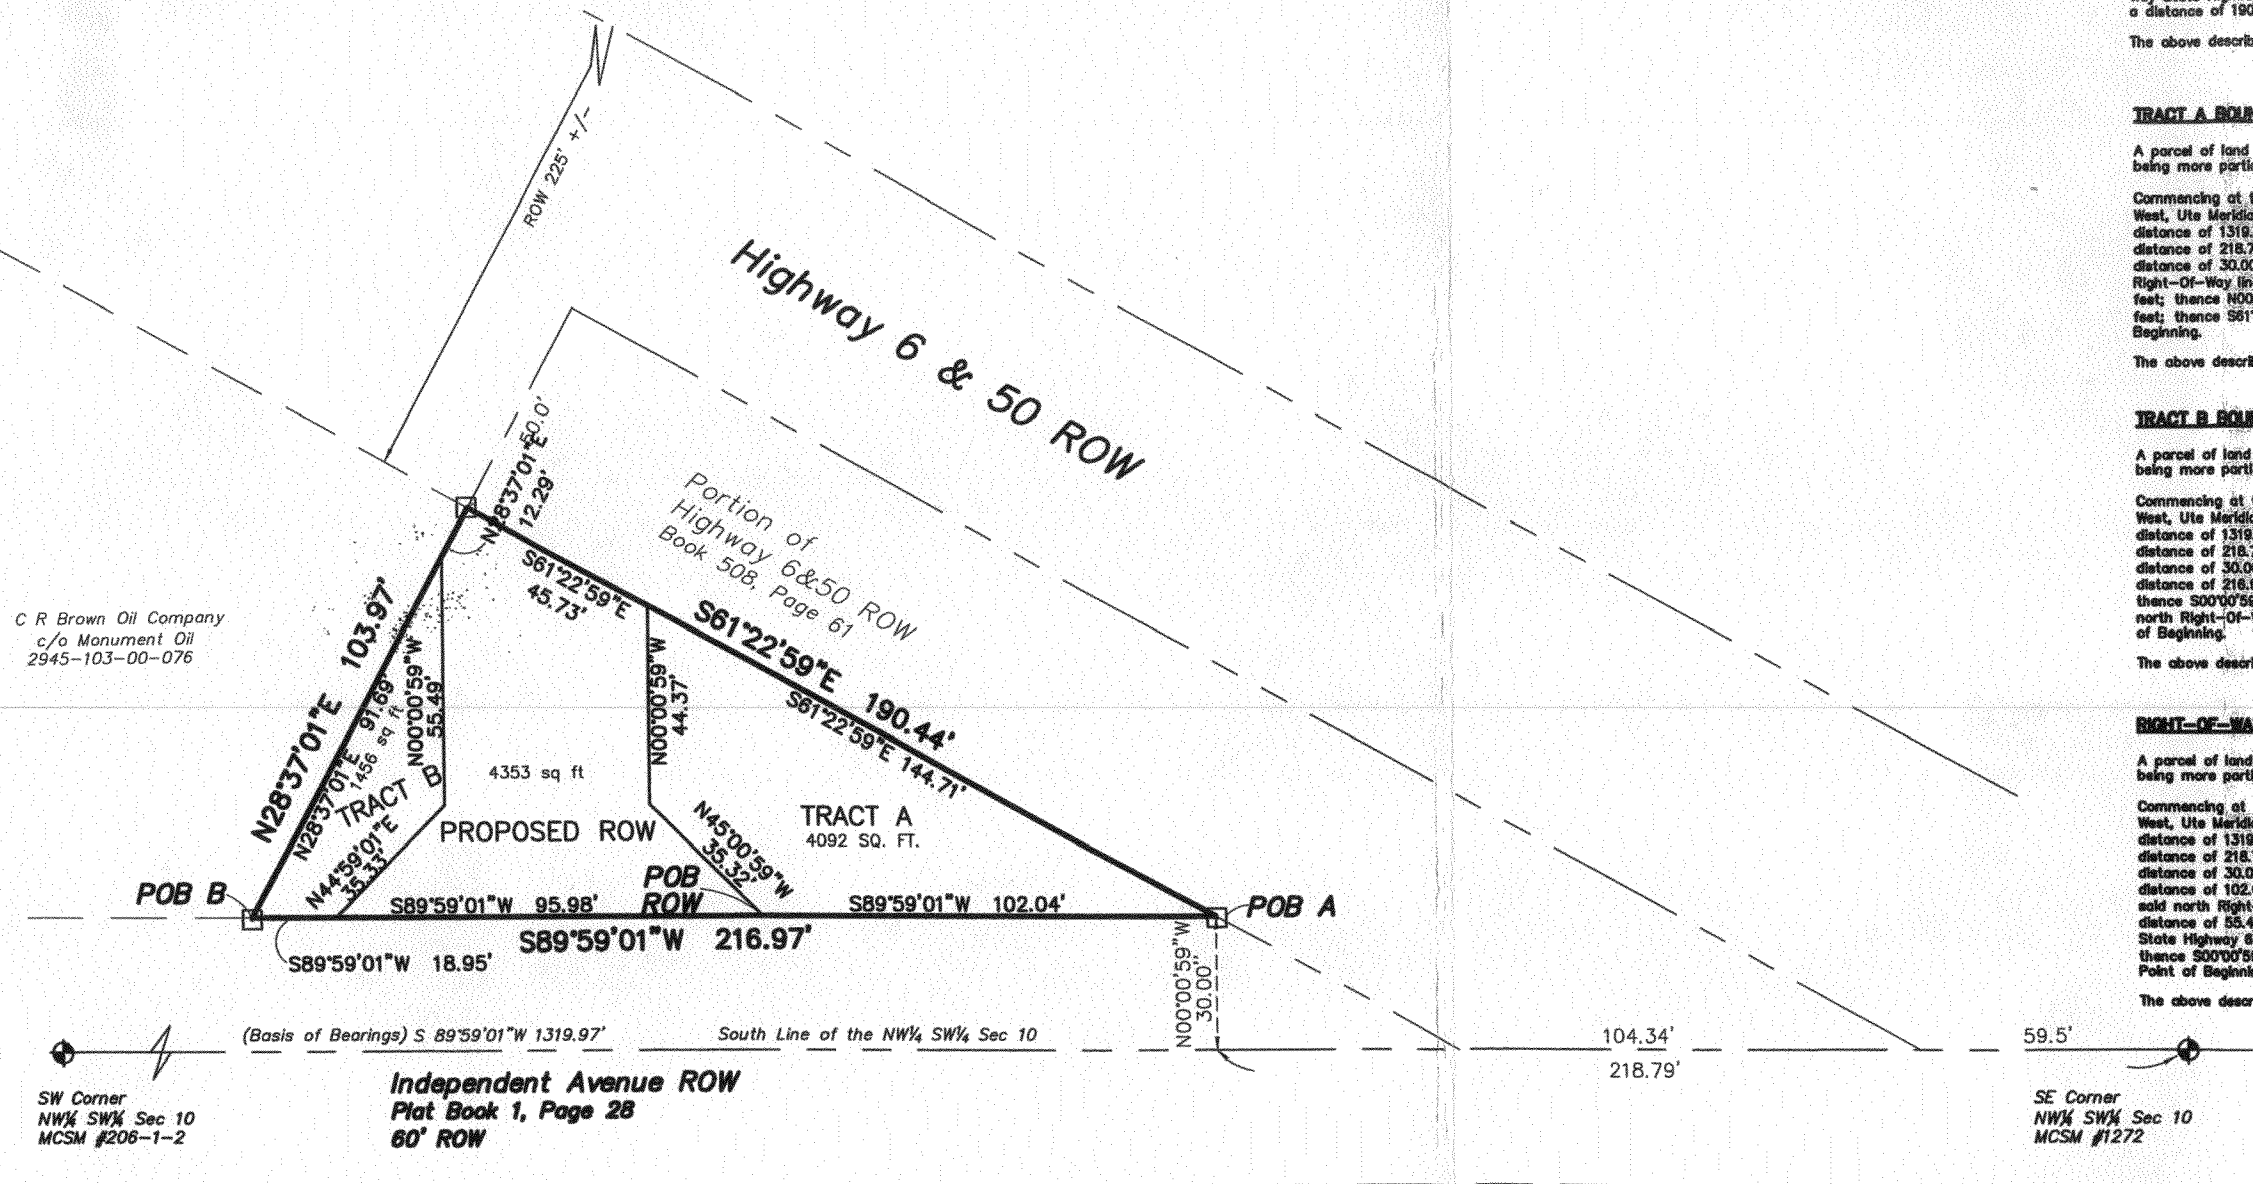 ROW 225' +/-
Highway 6 & 50 ROW
50.0'
N28°37'01"E
12.29'
Portion of
Highway 6&50 ROW
Book 508, Page 61
S61°22'59"E
45.73'
S61°22'59"E 190.44'
S61°22'59"E 144.71'
C R Brown Oil Company
c/o Monument Oil
2945-103-00-076
N28°37'01"E 103.97'
N28°37'01"E 91.69'
1456 sq ft
TRACT B
N00°00'59"W
55.49'
4353 sq ft
PROPOSED ROW
N00°00'59"W
44.37'
TRACT A
4092 SQ. FT.
N45°00'59"W
35.32'
N44°59'01"E
35.33'
POB B
POB
ROW
POB A
S89°59'01"W 95.98'
S89°59'01"W 102.04'
S89°59'01"W 216.97'
S89°59'01"W 18.95'
N00°00'59"W
30.00'
(Basis of Bearings) S 89°59'01"W 1319.97'
South Line of the NW¼ SW¼ Sec 10
104.34'
218.79'
59.5'
SW Corner
NW¼ SW¼ Sec 10
MCSM #206-1-2
Independent Avenue ROW
Plat Book 1, Page 28
60' ROW
SE Corner
NW¼ SW¼ Sec 10
MCSM #1272
a distance of 190
The above describ
TRACT A BOUN
A parcel of land
being more partic
Commencing at t
West, Ute Meridia
distance of 1319.
distance of 218.7
distance of 30.00
Right-Of-Way lin
feet; thence N00
feet; thence S61°
Beginning.
The above descri
TRACT B BOU
A parcel of land
being more parti
Commencing at
West, Ute Meridia
distance of 1319
distance of 218.7
distance of 30.0
distance of 216.
thence S00°00'59
north Right-Of-
of Beginning.
The above descri
RIGHT-OF-WA
A parcel of land
being more parti
Commencing at
West, Ute Meridi
distance of 1319
distance of 218.
distance of 30.0
distance of 102.
said north Right
distance of 55.4
State Highway 6
thence S00°00'5
Point of Beginni
The above descr